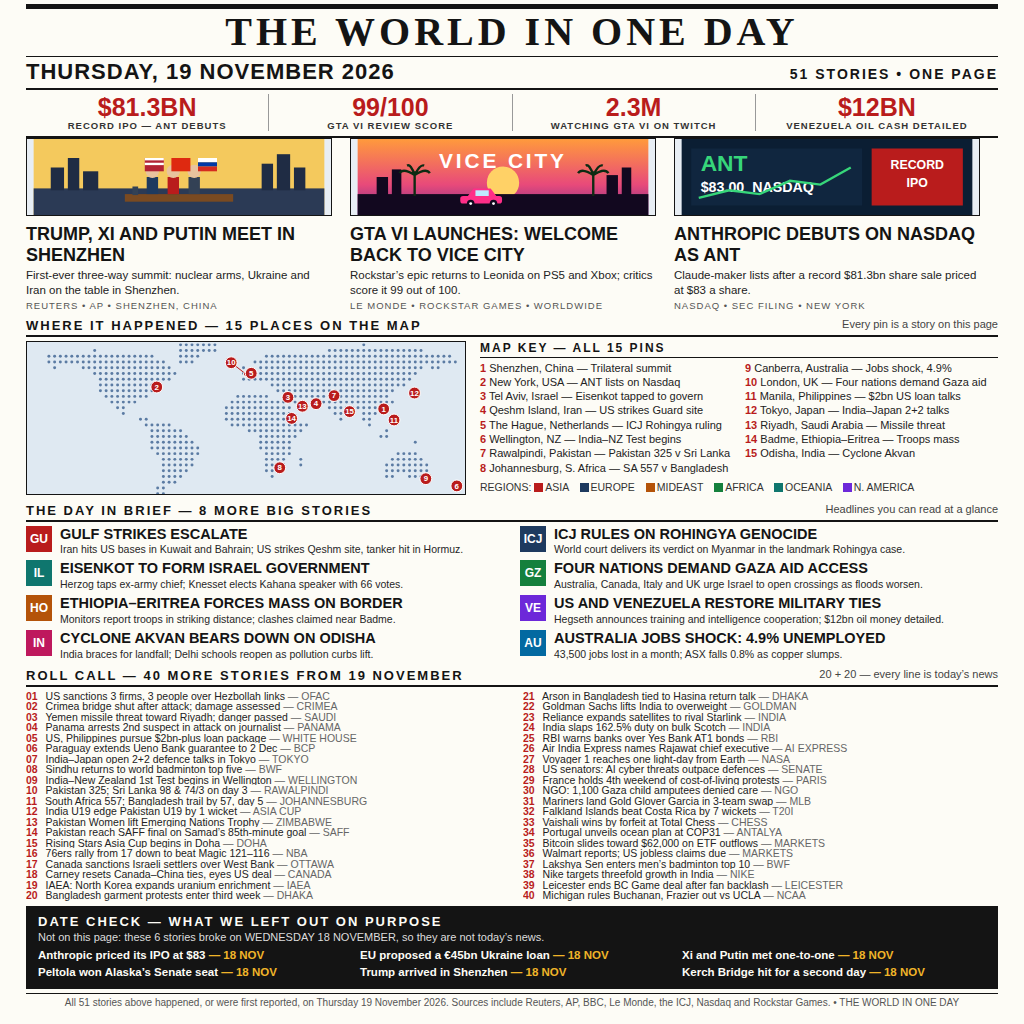 THE WORLD IN ONE DAY
THURSDAY, 19 NOVEMBER 2026
51 STORIES • ONE PAGE
$81.3BN
RECORD IPO — ANT DEBUTS
99/100
GTA VI REVIEW SCORE
2.3M
WATCHING GTA VI ON TWITCH
$12BN
VENEZUELA OIL CASH DETAILED
VICE CITY
ANT
$83.00 NASDAQ
RECORD
IPO
TRUMP, XI AND PUTIN MEET IN
SHENZHEN
First-ever three-way summit: nuclear arms, Ukraine and
Iran on the table in Shenzhen.
REUTERS • AP • SHENZHEN, CHINA
GTA VI LAUNCHES: WELCOME
BACK TO VICE CITY
Rockstar’s epic returns to Leonida on PS5 and Xbox; critics
score it 99 out of 100.
LE MONDE • ROCKSTAR GAMES • WORLDWIDE
ANTHROPIC DEBUTS ON NASDAQ
AS ANT
Claude-maker lists after a record $81.3bn share sale priced
at $83 a share.
NASDAQ • SEC FILING • NEW YORK
WHERE IT HAPPENED — 15 PLACES ON THE MAP
Every pin is a story on this page
10
5
2
3
13
4
7
14
15
1
11
12
8
9
6
MAP KEY — ALL 15 PINS
1 Shenzhen, China — Trilateral summit
2 New York, USA — ANT lists on Nasdaq
3 Tel Aviv, Israel — Eisenkot tapped to govern
4 Qeshm Island, Iran — US strikes Guard site
5 The Hague, Netherlands — ICJ Rohingya ruling
6 Wellington, NZ — India–NZ Test begins
7 Rawalpindi, Pakistan — Pakistan 325 v Sri Lanka
8 Johannesburg, S. Africa — SA 557 v Bangladesh
9 Canberra, Australia — Jobs shock, 4.9%
10 London, UK — Four nations demand Gaza aid
11 Manila, Philippines — $2bn US loan talks
12 Tokyo, Japan — India–Japan 2+2 talks
13 Riyadh, Saudi Arabia — Missile threat
14 Badme, Ethiopia–Eritrea — Troops mass
15 Odisha, India — Cyclone Akvan
REGIONS: ASIA EUROPE MIDEAST AFRICA OCEANIA N. AMERICA
THE DAY IN BRIEF — 8 MORE BIG STORIES
Headlines you can read at a glance
GU
GULF STRIKES ESCALATE
Iran hits US bases in Kuwait and Bahrain; US strikes Qeshm site, tanker hit in Hormuz.
IL
EISENKOT TO FORM ISRAEL GOVERNMENT
Herzog taps ex-army chief; Knesset elects Kahana speaker with 66 votes.
HO
ETHIOPIA–ERITREA FORCES MASS ON BORDER
Monitors report troops in striking distance; clashes claimed near Badme.
IN
CYCLONE AKVAN BEARS DOWN ON ODISHA
India braces for landfall; Delhi schools reopen as pollution curbs lift.
ICJ
ICJ RULES ON ROHINGYA GENOCIDE
World court delivers its verdict on Myanmar in the landmark Rohingya case.
GZ
FOUR NATIONS DEMAND GAZA AID ACCESS
Australia, Canada, Italy and UK urge Israel to open crossings as floods worsen.
VE
US AND VENEZUELA RESTORE MILITARY TIES
Hegseth announces training and intelligence cooperation; $12bn oil money detailed.
AU
AUSTRALIA JOBS SHOCK: 4.9% UNEMPLOYED
43,500 jobs lost in a month; ASX falls 0.8% as copper slumps.
ROLL CALL — 40 MORE STORIES FROM 19 NOVEMBER
20 + 20 — every line is today’s news
01 US sanctions 3 firms, 3 people over Hezbollah links — OFAC
02 Crimea bridge shut after attack; damage assessed — CRIMEA
03 Yemen missile threat toward Riyadh; danger passed — SAUDI
04 Panama arrests 2nd suspect in attack on journalist — PANAMA
05 US, Philippines pursue $2bn-plus loan package — WHITE HOUSE
06 Paraguay extends Ueno Bank guarantee to 2 Dec — BCP
07 India–Japan open 2+2 defence talks in Tokyo — TOKYO
08 Sindhu returns to world badminton top five — BWF
09 India–New Zealand 1st Test begins in Wellington — WELLINGTON
10 Pakistan 325; Sri Lanka 98 & 74/3 on day 3 — RAWALPINDI
11 South Africa 557; Bangladesh trail by 57, day 5 — JOHANNESBURG
12 India U19 edge Pakistan U19 by 1 wicket — ASIA CUP
13 Pakistan Women lift Emerging Nations Trophy — ZIMBABWE
14 Pakistan reach SAFF final on Samad’s 85th-minute goal — SAFF
15 Rising Stars Asia Cup begins in Doha — DOHA
16 76ers rally from 17 down to beat Magic 121–116 — NBA
17 Canada sanctions Israeli settlers over West Bank — OTTAWA
18 Carney resets Canada–China ties, eyes US deal — CANADA
19 IAEA: North Korea expands uranium enrichment — IAEA
20 Bangladesh garment protests enter third week — DHAKA
21 Arson in Bangladesh tied to Hasina return talk — DHAKA
22 Goldman Sachs lifts India to overweight — GOLDMAN
23 Reliance expands satellites to rival Starlink — INDIA
24 India slaps 162.5% duty on bulk Scotch — INDIA
25 RBI warns banks over Yes Bank AT1 bonds — RBI
26 Air India Express names Rajawat chief executive — AI EXPRESS
27 Voyager 1 reaches one light-day from Earth — NASA
28 US senators: AI cyber threats outpace defences — SENATE
29 France holds 4th weekend of cost-of-living protests — PARIS
30 NGO: 1,100 Gaza child amputees denied care — NGO
31 Mariners land Gold Glover Garcia in 3-team swap — MLB
32 Falkland Islands beat Costa Rica by 7 wickets — T20I
33 Vaishali wins by forfeit at Total Chess — CHESS
34 Portugal unveils ocean plan at COP31 — ANTALYA
35 Bitcoin slides toward $62,000 on ETF outflows — MARKETS
36 Walmart reports; US jobless claims due — MARKETS
37 Lakshya Sen enters men’s badminton top 10 — BWF
38 Nike targets threefold growth in India — NIKE
39 Leicester ends BC Game deal after fan backlash — LEICESTER
40 Michigan rules Buchanan, Frazier out vs UCLA — NCAA
DATE CHECK — WHAT WE LEFT OUT ON PURPOSE
Not on this page: these 6 stories broke on WEDNESDAY 18 NOVEMBER, so they are not today’s news.
Anthropic priced its IPO at $83 — 18 NOV
EU proposed a €45bn Ukraine loan — 18 NOV
Xi and Putin met one-to-one — 18 NOV
Peltola won Alaska’s Senate seat — 18 NOV
Trump arrived in Shenzhen — 18 NOV
Kerch Bridge hit for a second day — 18 NOV
All 51 stories above happened, or were first reported, on Thursday 19 November 2026. Sources include Reuters, AP, BBC, Le Monde, the ICJ, Nasdaq and Rockstar Games. • THE WORLD IN ONE DAY